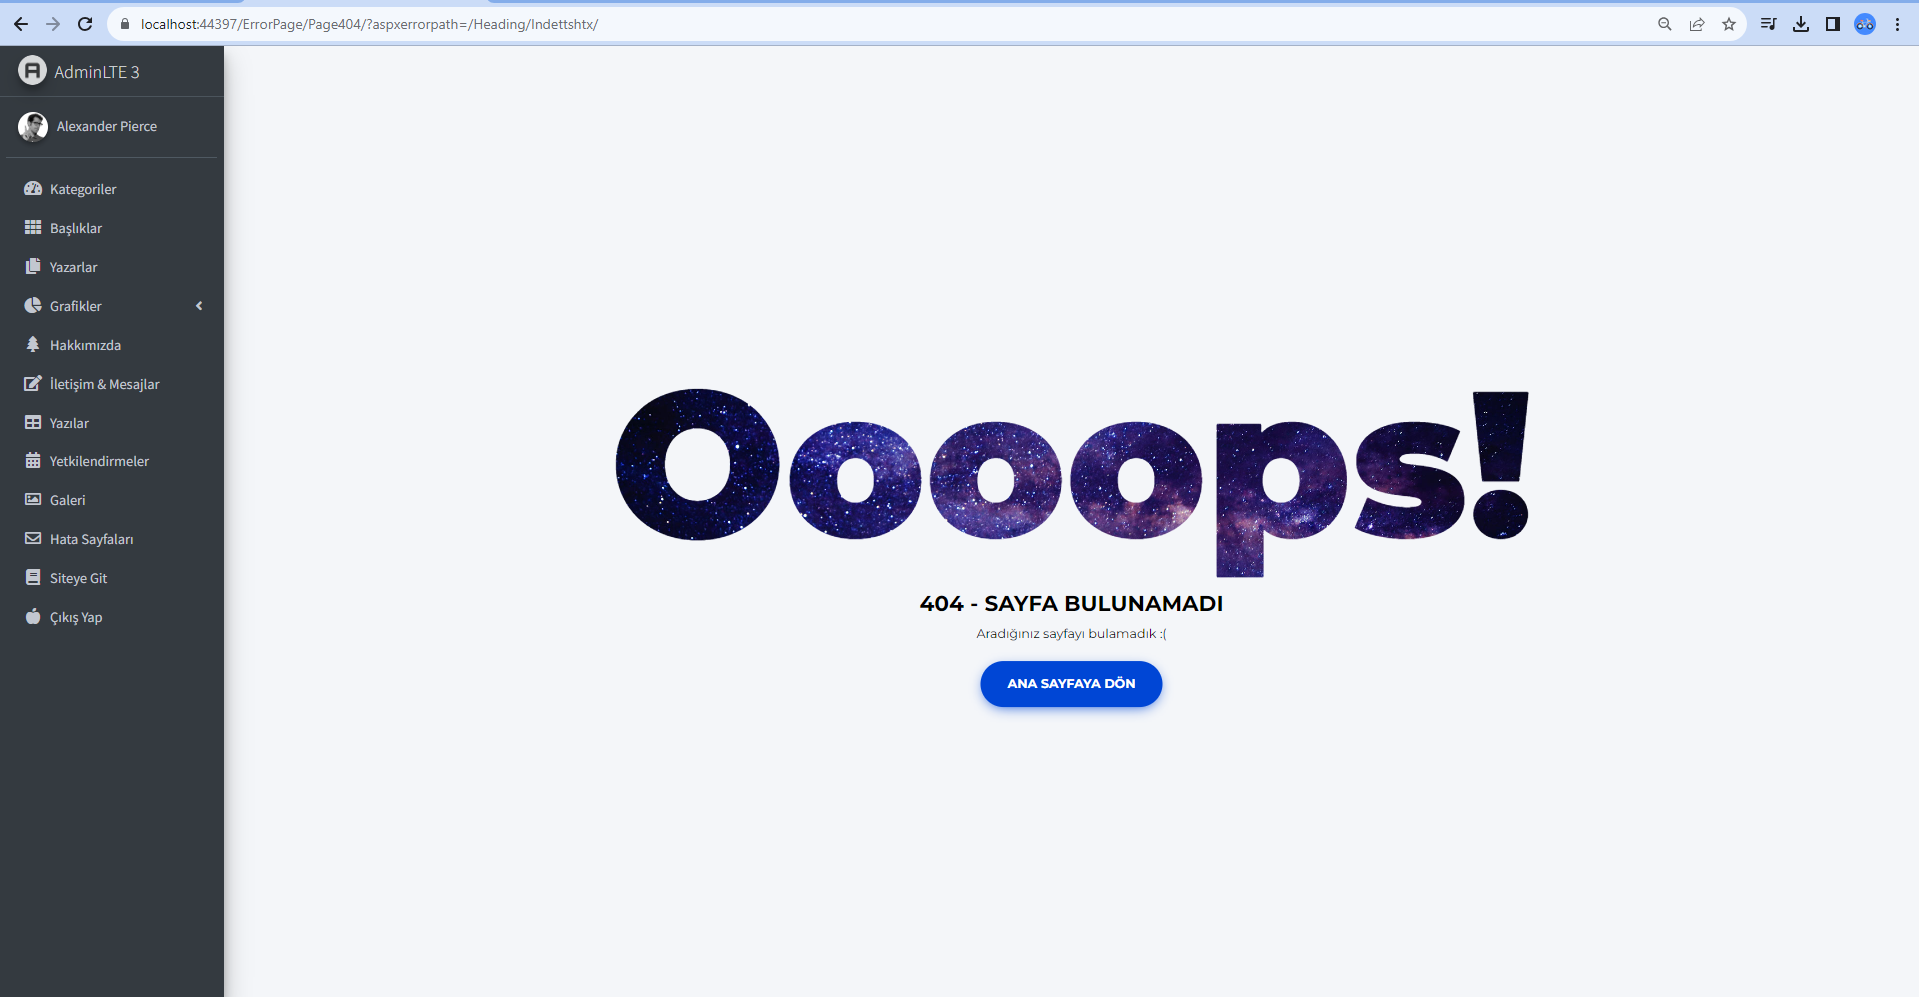 localhost:44397/ErrorPage/Page404/?aspxerrorpath=/Heading/Indettshtx/
AdminLTE 3
Alexander Pierce
Kategoriler
Başlıklar
Yazarlar
Grafikler
Hakkımızda
İletişim & Mesajlar
Yazılar
Yetkilendirmeler
Galeri
Hata Sayfaları
Siteye Git
Çıkış Yap
Oooops!
404 - SAYFA BULUNAMADI
Aradığınız sayfayı bulamadık :(
ANA SAYFAYA DÖN